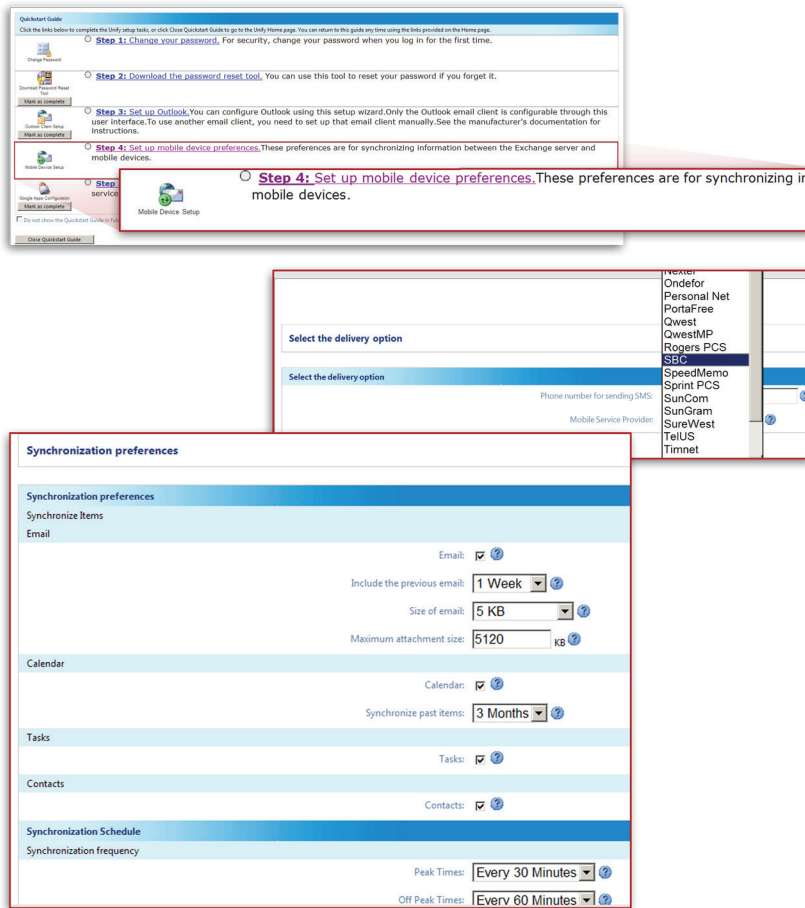 Quickstart Guide
Click the links below to complete the Unify setup tasks, or click Close Quickstart Guide to go to the Unify Home page. You can return to this guide any time using the links provided on the Home page.
Step 1: Change your password. For security, change your password when you log in for the first time.
Change Password
Step 2: Download the password reset tool. You can use this tool to reset your password if you forget it.
Download Password Reset
Tool
Mark as complete
Step 3: Set up Outlook.You can configure Outlook using this setup wizard.Only the Outlook email client is configurable through this
user interface.To use another email client, you need to set up that email client manually.See the manufacturer's documentation for
instructions.
Outlook Client Setup
Mark as complete
Step 4: Set up mobile device preferences.These preferences are for synchronizing information between the Exchange server and
mobile devices.
Mobile Device Setup
Step
service
Google Apps Configuration
Mark as complete
Do not show the Quickstart Guide in futu
Close Quickstart Guide
Step 4: Set up mobile device preferences.These preferences are for synchronizing in
mobile devices.
Mobile Device Setup
Nextel
Ondefor
Personal Net
PortaFree
Qwest
QwestMP
Rogers PCS
SBC
SpeedMemo
Sprint PCS
SunCom
SunGram
SureWest
TelUS
Timnet
Select the delivery option
Select the delivery option
Phone number for sending SMS:
Mobile Service Provider:
Synchronization preferences
Synchronization preferences
Synchronize Items
Email
Email:
Include the previous email: 1 Week
Size of email: 5 KB
Maximum attachment size: 5120 KB
Calendar
Calendar:
Synchronize past items: 3 Months
Tasks
Tasks:
Contacts
Contacts:
Synchronization Schedule
Synchronization frequency
Peak Times: Every 30 Minutes
Off Peak Times: Every 60 Minutes